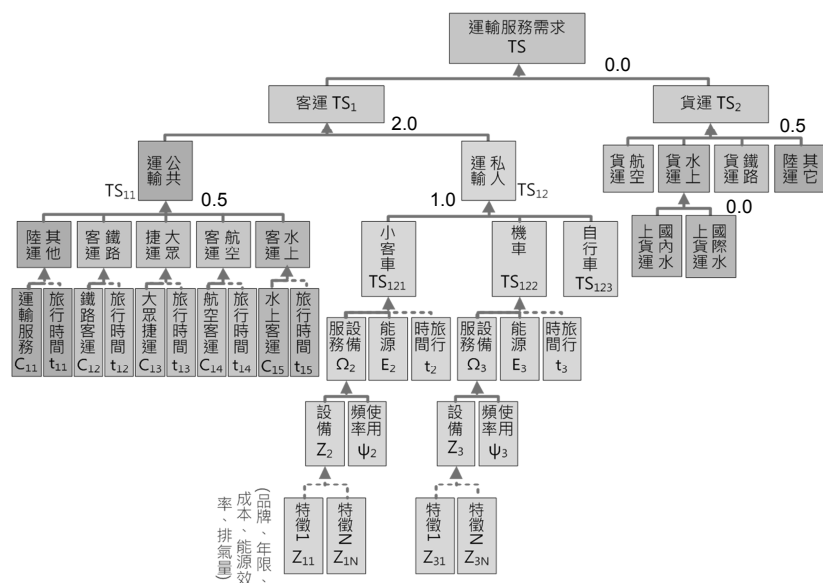 運輸服務需求
TS
0.0
客運 TS₁
貨運 TS₂
2.0
0.5
公共運輸
TS₁₁
私人運輸
TS₁₂
航空貨運
水上貨運
鐵路貨運
其它陸運
0.5
1.0
0.0
其他陸運
鐵路客運
大眾捷運
航空客運
水上客運
小客車
TS₁₂₁
機車
TS₁₂₂
自行車
TS₁₂₃
國內水上貨運
國際水上貨運
運輸服務
C₁₁
旅行時間
t₁₁
鐵路客運
C₁₂
旅行時間
t₁₂
大眾捷運
C₁₃
旅行時間
t₁₃
航空客運
C₁₄
旅行時間
t₁₄
水上客運
C₁₅
旅行時間
t₁₅
設備服務
Ω₂
能源
E₂
旅行時間
t₂
設備服務
Ω₃
能源
E₃
旅行時間
t₃
設備
Z₂
使用頻率
ψ₂
設備
Z₃
使用頻率
ψ₃
(品牌、年限、
成本、能源效
率、排氣量)
特徵1
Z₁₁
特徵N
Z₁N
特徵1
Z₃₁
特徵N
Z₃N